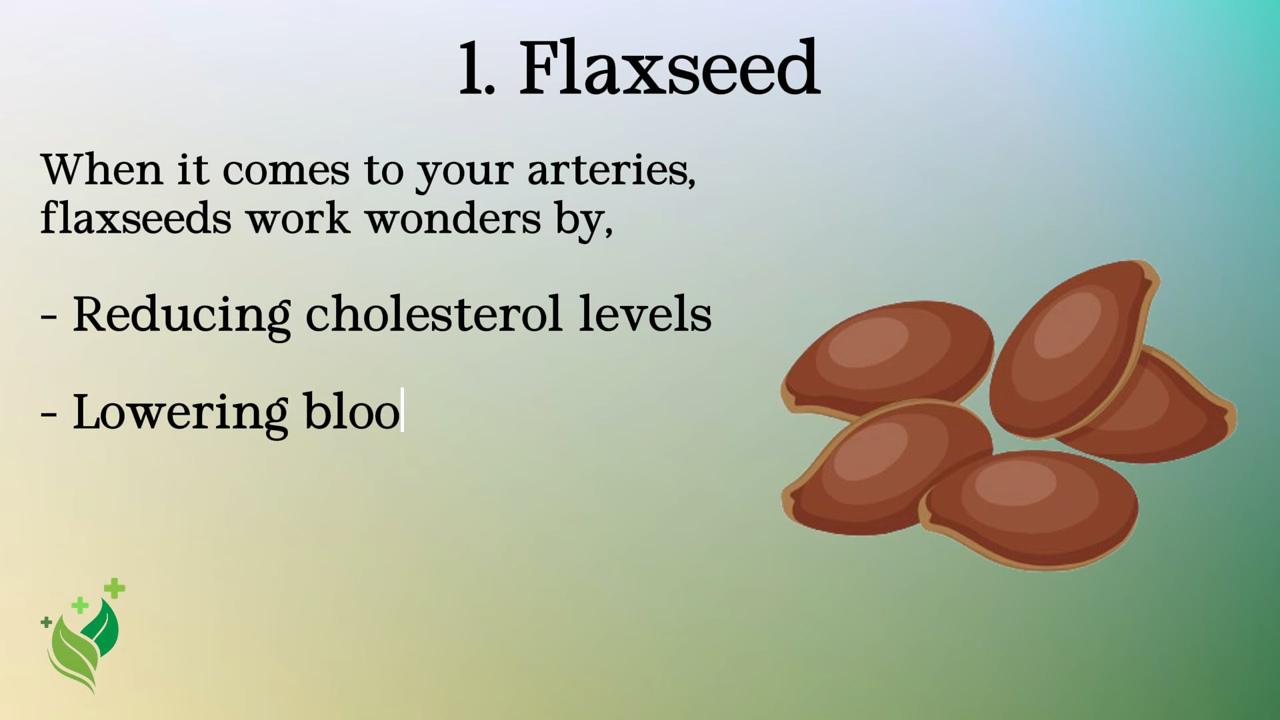 1. Flaxseed
When it comes to your arteries,
flaxseeds work wonders by,
- Reducing cholesterol levels
- Lowering bloo